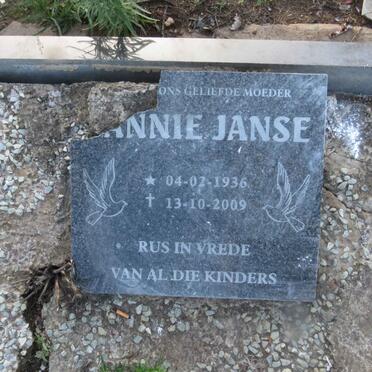 ONS GELIEFDE MOEDER
ANNIE JANSE
★ 04-02-1936
✝ 13-10-2009
RUS IN VREDE
VAN AL DIE KINDERS